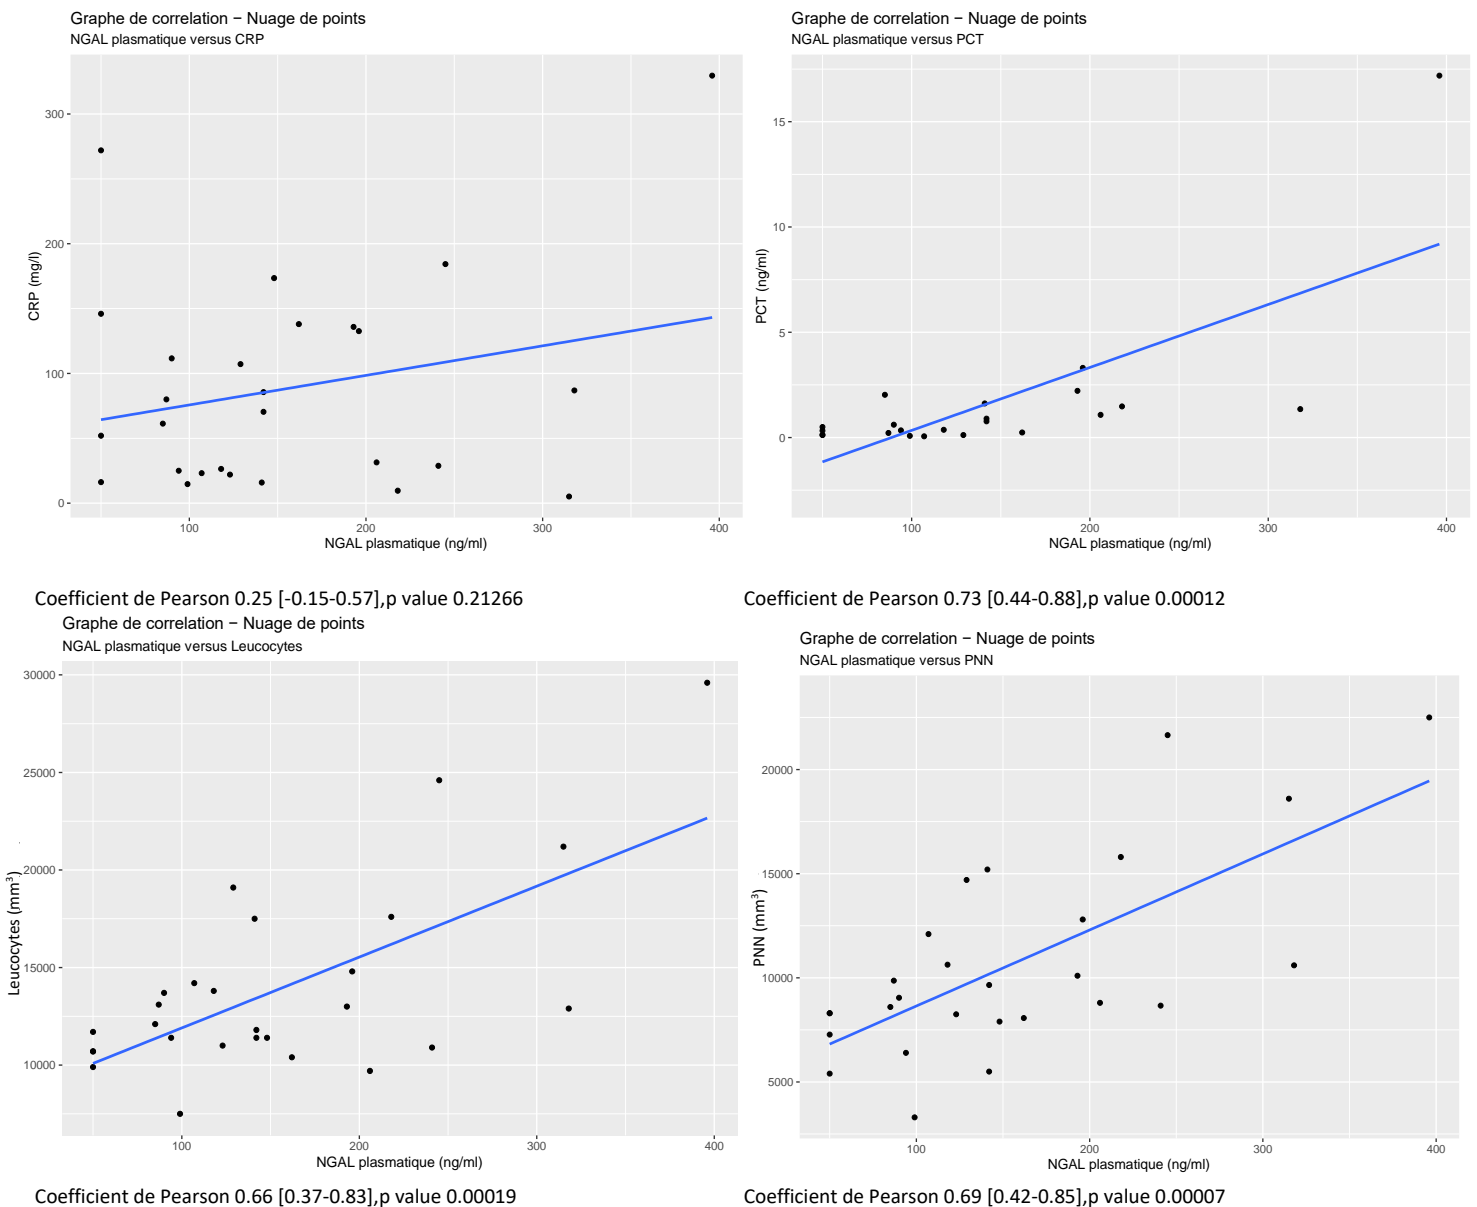 Graphe de correlation − Nuage de points
NGAL plasmatique versus CRP
CRP (mg/l)
300
200
100
0
100
200
300
400
NGAL plasmatique (ng/ml)
Coefficient de Pearson 0.25 [-0.15-0.57],p value 0.21266
Graphe de correlation − Nuage de points
NGAL plasmatique versus PCT
PCT (ng/ml)
15
10
5
0
100
200
300
400
NGAL plasmatique (ng/ml)
Coefficient de Pearson 0.73 [0.44-0.88],p value 0.00012
Graphe de correlation − Nuage de points
NGAL plasmatique versus Leucocytes
Leucocytes (mm³)
30000
25000
20000
15000
10000
100
200
300
400
NGAL plasmatique (ng/ml)
Coefficient de Pearson 0.66 [0.37-0.83],p value 0.00019
Graphe de correlation − Nuage de points
NGAL plasmatique versus PNN
PNN (mm³)
20000
15000
10000
5000
100
200
300
400
NGAL plasmatique (ng/ml)
Coefficient de Pearson 0.69 [0.42-0.85],p value 0.00007